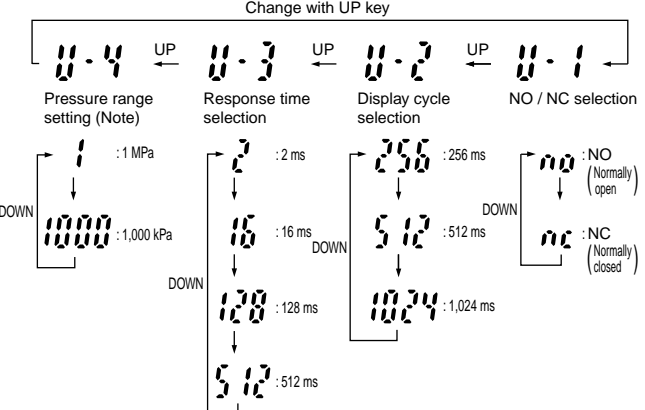 Change with UP key
U-4 UP U-3 UP U-2 UP U-1
Pressure range
setting (Note)
Response time
selection
Display cycle
selection
NO / NC selection
1 : 1 MPa
1000 : 1,000 kPa
DOWN
2 : 2 ms
16 : 16 ms
128 : 128 ms
512 : 512 ms
DOWN
256 : 256 ms
512 : 512 ms
1024 : 1,024 ms
DOWN
no : NO
(Normally
open)
nc : NC
(Normally
closed)
DOWN